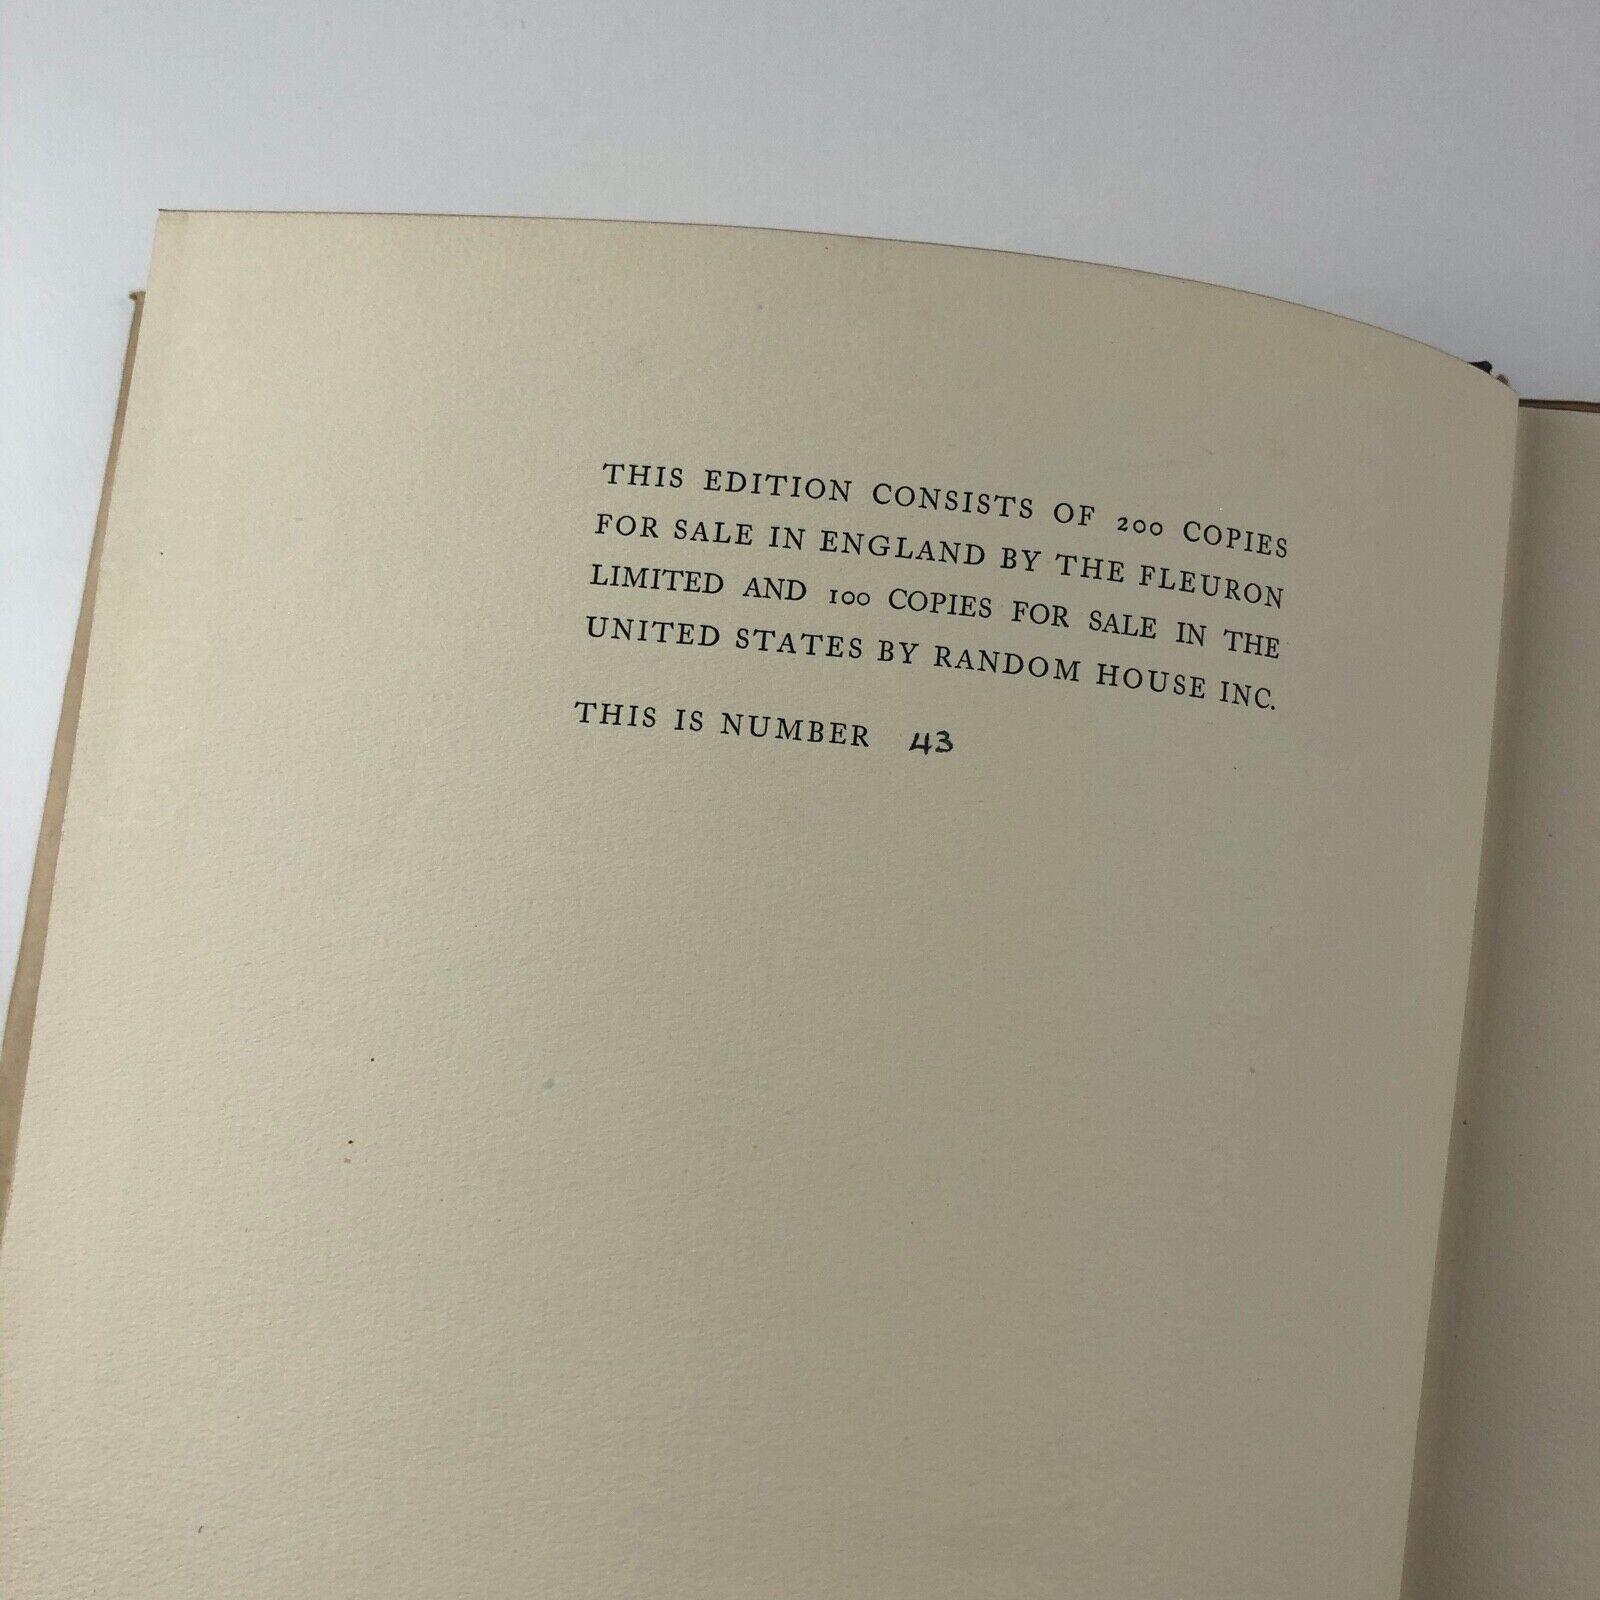 THIS EDITION CONSISTS OF 200 COPIES
FOR SALE IN ENGLAND BY THE FLEURON
LIMITED AND 100 COPIES FOR SALE IN THE
UNITED STATES BY RANDOM HOUSE INC.
THIS IS NUMBER 43